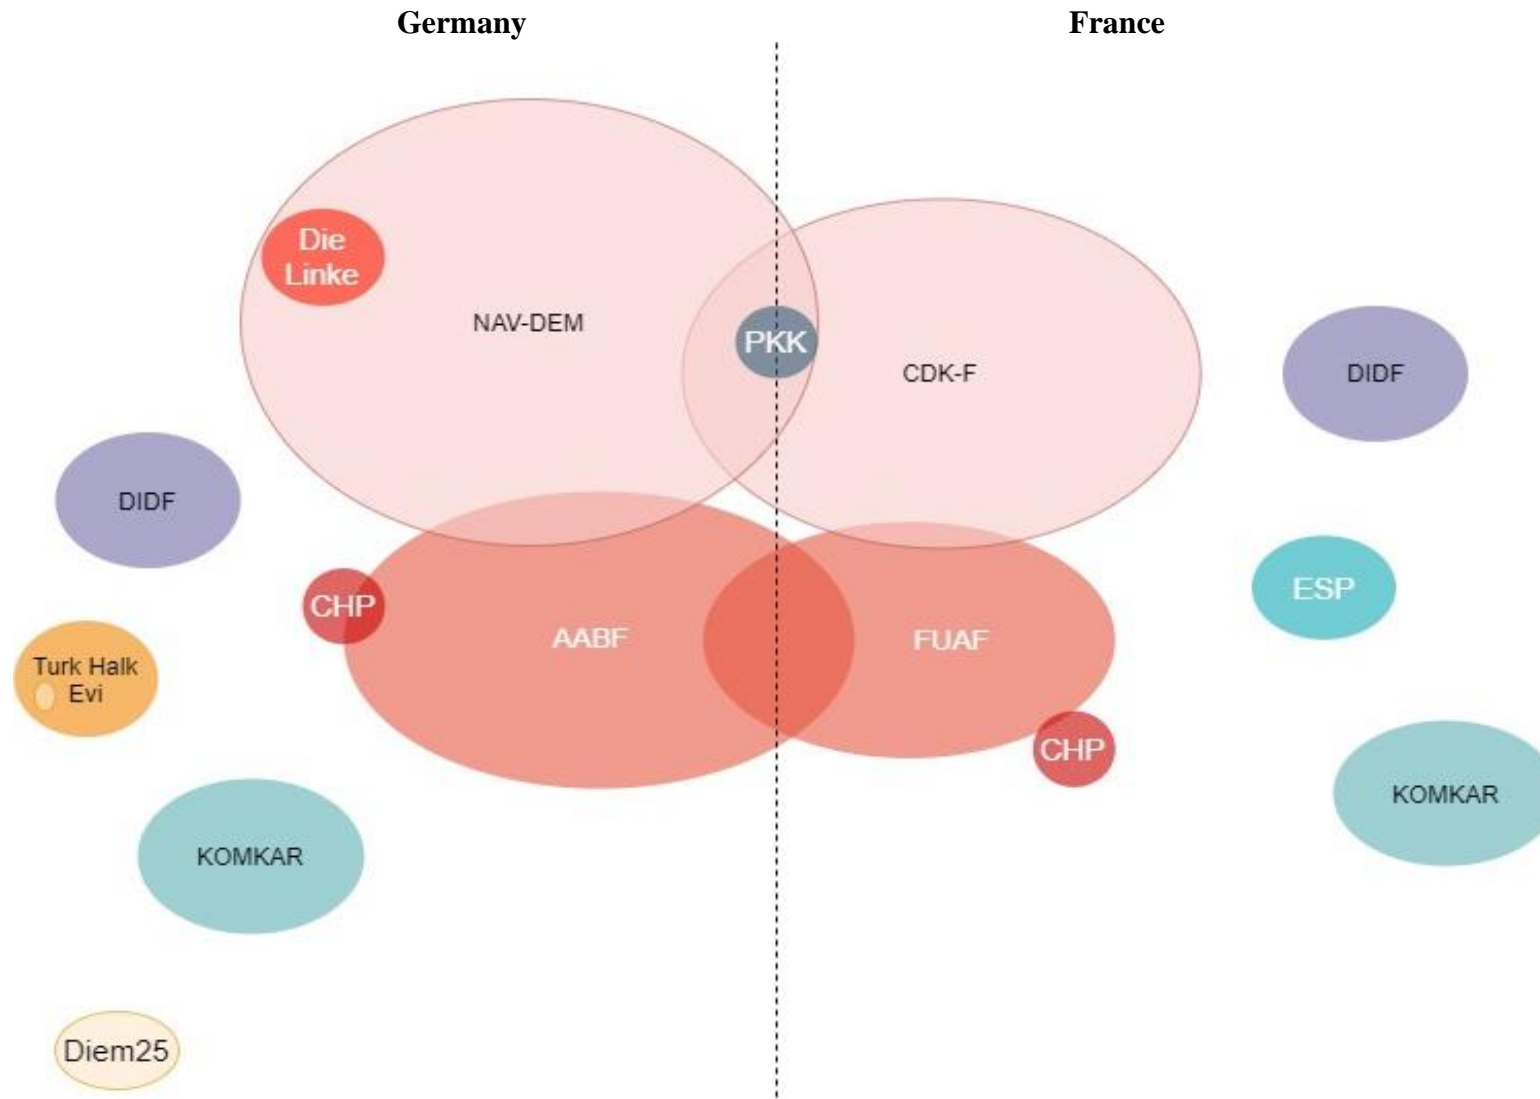 Germany
France
Die
Linke
NAV-DEM
PKK
CDK-F
DIDF
DIDF
CHP
AABF
FUAF
ESP
Turk Halk
Evi
CHP
KOMKAR
KOMKAR
Diem25